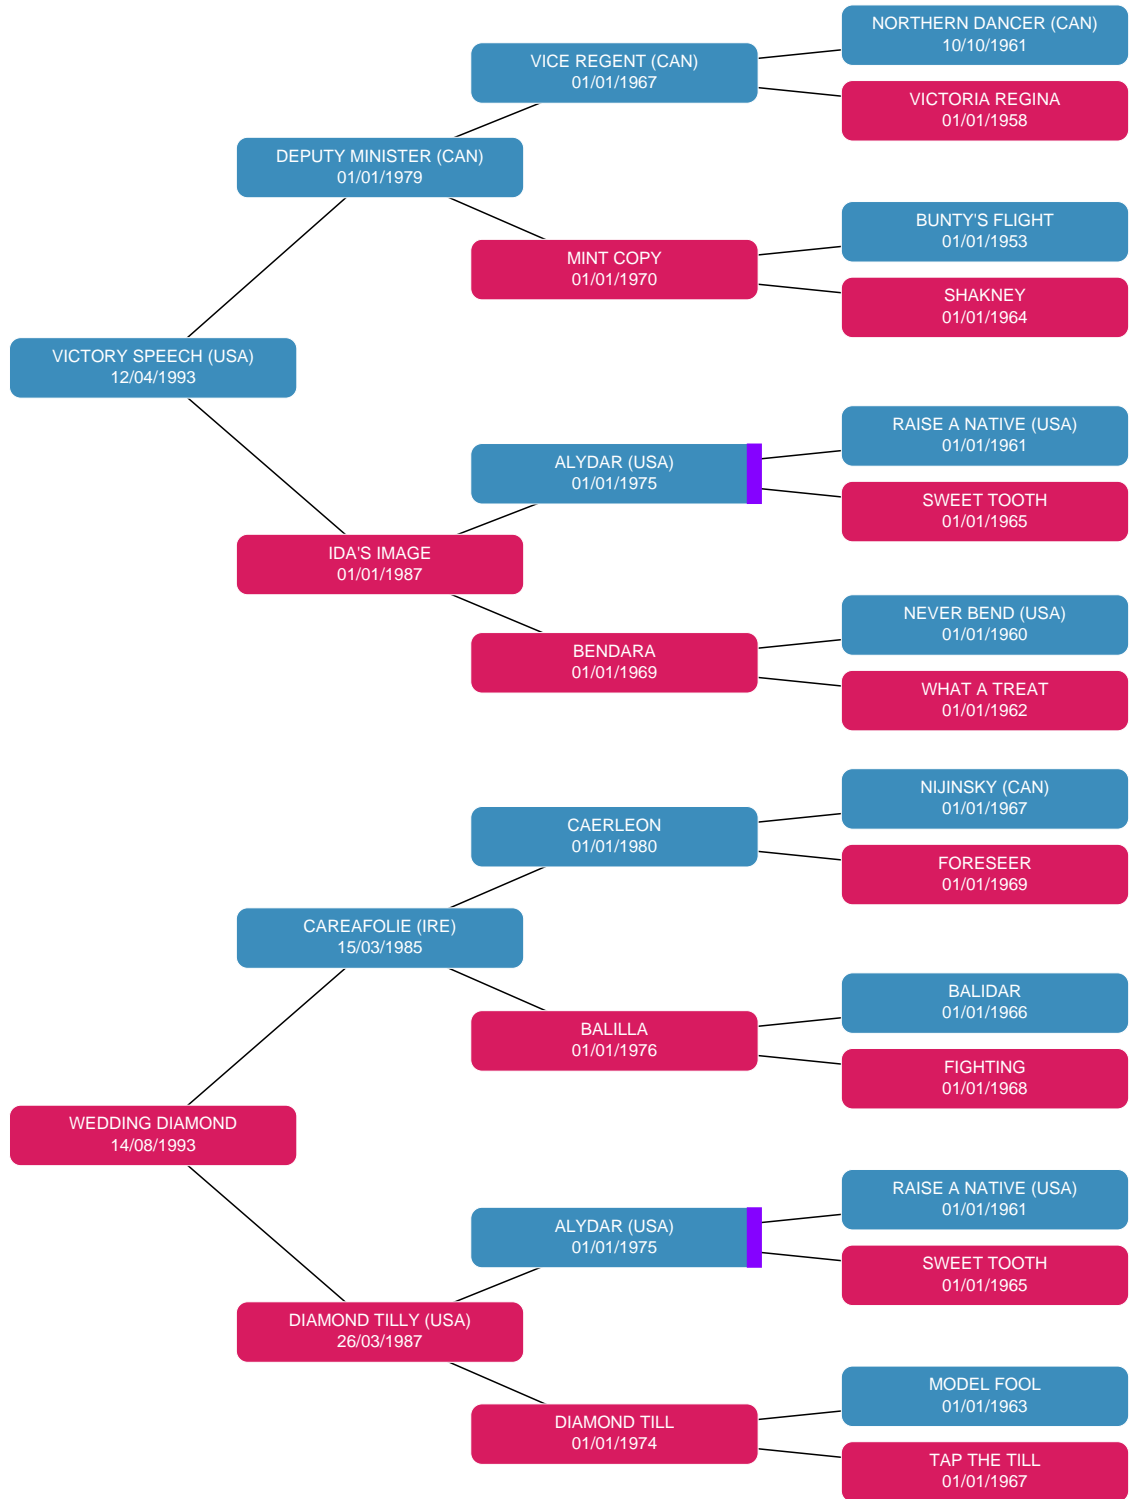 NORTHERN DANCER (CAN)
10/10/1961
VICE REGENT (CAN)
01/01/1967
VICTORIA REGINA
01/01/1958
DEPUTY MINISTER (CAN)
01/01/1979
BUNTY'S FLIGHT
01/01/1953
MINT COPY
01/01/1970
SHAKNEY
01/01/1964
VICTORY SPEECH (USA)
12/04/1993
RAISE A NATIVE (USA)
01/01/1961
ALYDAR (USA)
01/01/1975
SWEET TOOTH
01/01/1965
IDA'S IMAGE
01/01/1987
NEVER BEND (USA)
01/01/1960
BENDARA
01/01/1969
WHAT A TREAT
01/01/1962
NIJINSKY (CAN)
01/01/1967
CAERLEON
01/01/1980
FORESEER
01/01/1969
CAREAFOLIE (IRE)
15/03/1985
BALIDAR
01/01/1966
BALILLA
01/01/1976
FIGHTING
01/01/1968
WEDDING DIAMOND
14/08/1993
RAISE A NATIVE (USA)
01/01/1961
ALYDAR (USA)
01/01/1975
SWEET TOOTH
01/01/1965
DIAMOND TILLY (USA)
26/03/1987
MODEL FOOL
01/01/1963
DIAMOND TILL
01/01/1974
TAP THE TILL
01/01/1967